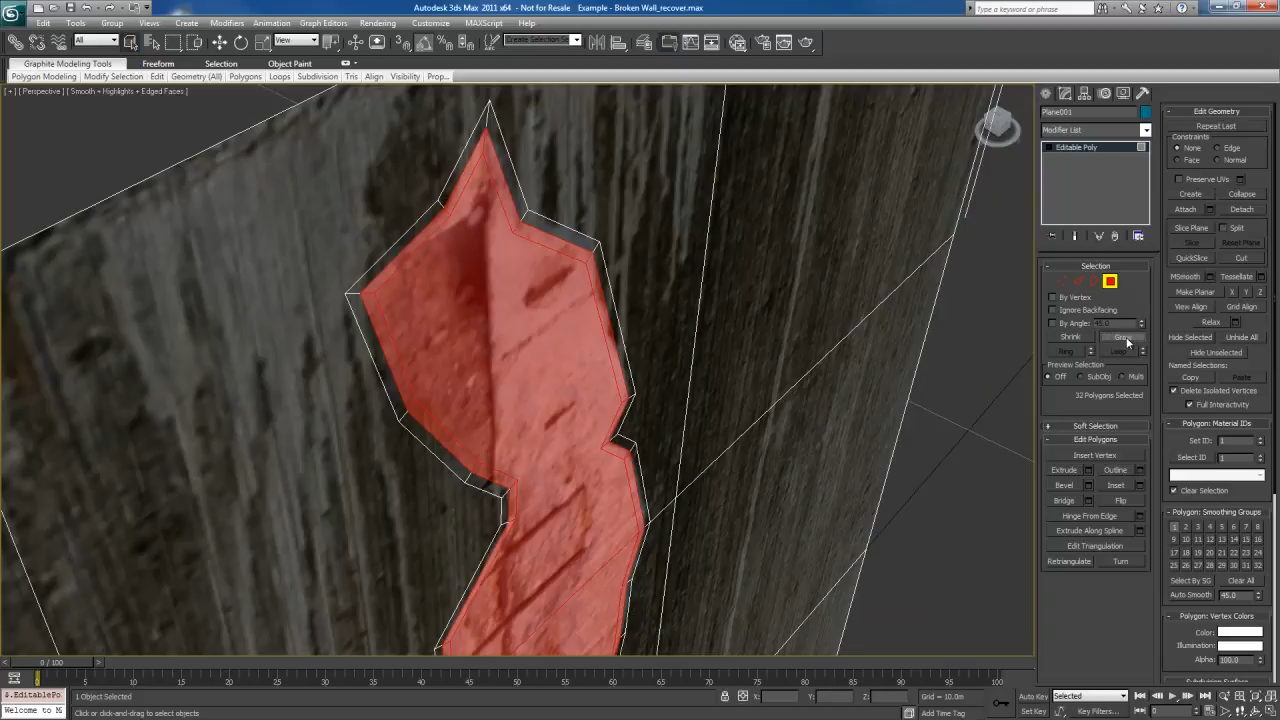 Autodesk 3ds Max 2011 x64 - Not for Resale Example - Broken Wall_recover.max
Type a keyword or phrase
Edit Tools Group Views Create Modifiers Animation Graph Editors Rendering Customize MAXScript Help
All View Create Selection Se
Graphite Modeling Tools Freeform Selection Object Paint
Polygon Modeling Modify Selection Edit Geometry (All) Polygons Loops Subdivision Tris Align Visibility Prop...
[ + ] [ Perspective ] [ Smooth + Highlights + Edged Faces ]
Plane001
Modifier List
Editable Poly
- Selection
By Vertex
Ignore Backfacing
By Angle: 45.0
Shrink Grow
Ring Loop
Preview Selection
Off SubObj Multi
32 Polygons Selected
+ Soft Selection
- Edit Polygons
Insert Vertex
Extrude Outline
Bevel Inset
Bridge Flip
Hinge From Edge
Extrude Along Spline
Edit Triangulation
Retriangulate Turn
- Edit Geometry
Repeat Last
Constraints
None Edge
Face Normal
Preserve UVs
Create Collapse
Attach Detach
Slice Plane Split
Slice Reset Plane
QuickSlice Cut
MSmooth Tessellate
Make Planar X Y Z
View Align Grid Align
Relax
Hide Selected Unhide All
Hide Unselected
Named Selections:
Copy Paste
Delete Isolated Vertices
Full Interactivity
- Polygon: Material IDs
Set ID: 1
Select ID 1
Clear Selection
- Polygon: Smoothing Groups
1 2 3 4 5 6 7 8
9 10 11 12 13 14 15 16
17 18 19 20 21 22 23 24
25 26 27 28 29 30 31 32
Select By SG Clear All
Auto Smooth 45.0
- Polygon: Vertex Colors
Color:
Illumination:
Alpha: 100.0
0 / 100
0 5 10 15 20 25 30 35 40 45 50 55 60 65 70 75 80 85 90 95 100
$.EditablePo 1 Object Selected X: Y: Z: Grid = 10.0m Auto Key Selected
Welcome to M Click or click-and-drag to select objects Add Time Tag Set Key Key Filters... 0